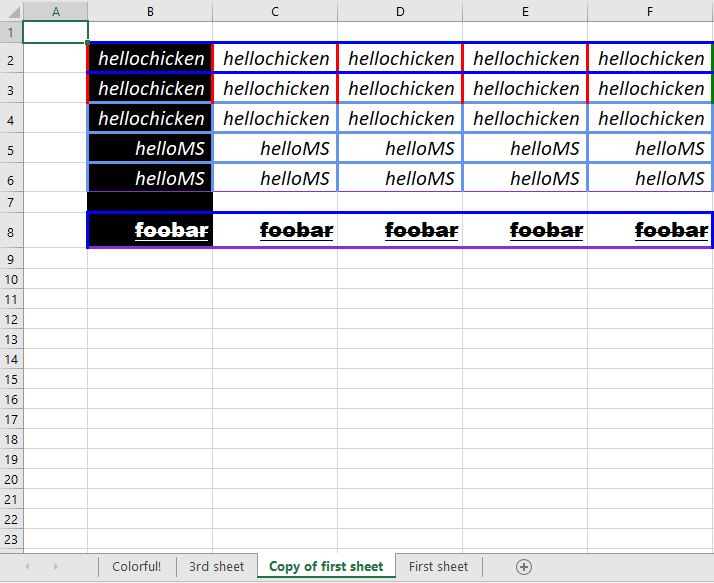 A B C D E F
1
2 hellochicken hellochicken hellochicken hellochicken hellochicken
3 hellochicken hellochicken hellochicken hellochicken hellochicken
4 hellochicken hellochicken hellochicken hellochicken hellochicken
5 helloMS helloMS helloMS helloMS helloMS
6 helloMS helloMS helloMS helloMS helloMS
7
8 foobar foobar foobar foobar foobar
9
10
11
12
13
14
15
16
17
18
19
20
21
22
23
Colorful! 3rd sheet Copy of first sheet First sheet